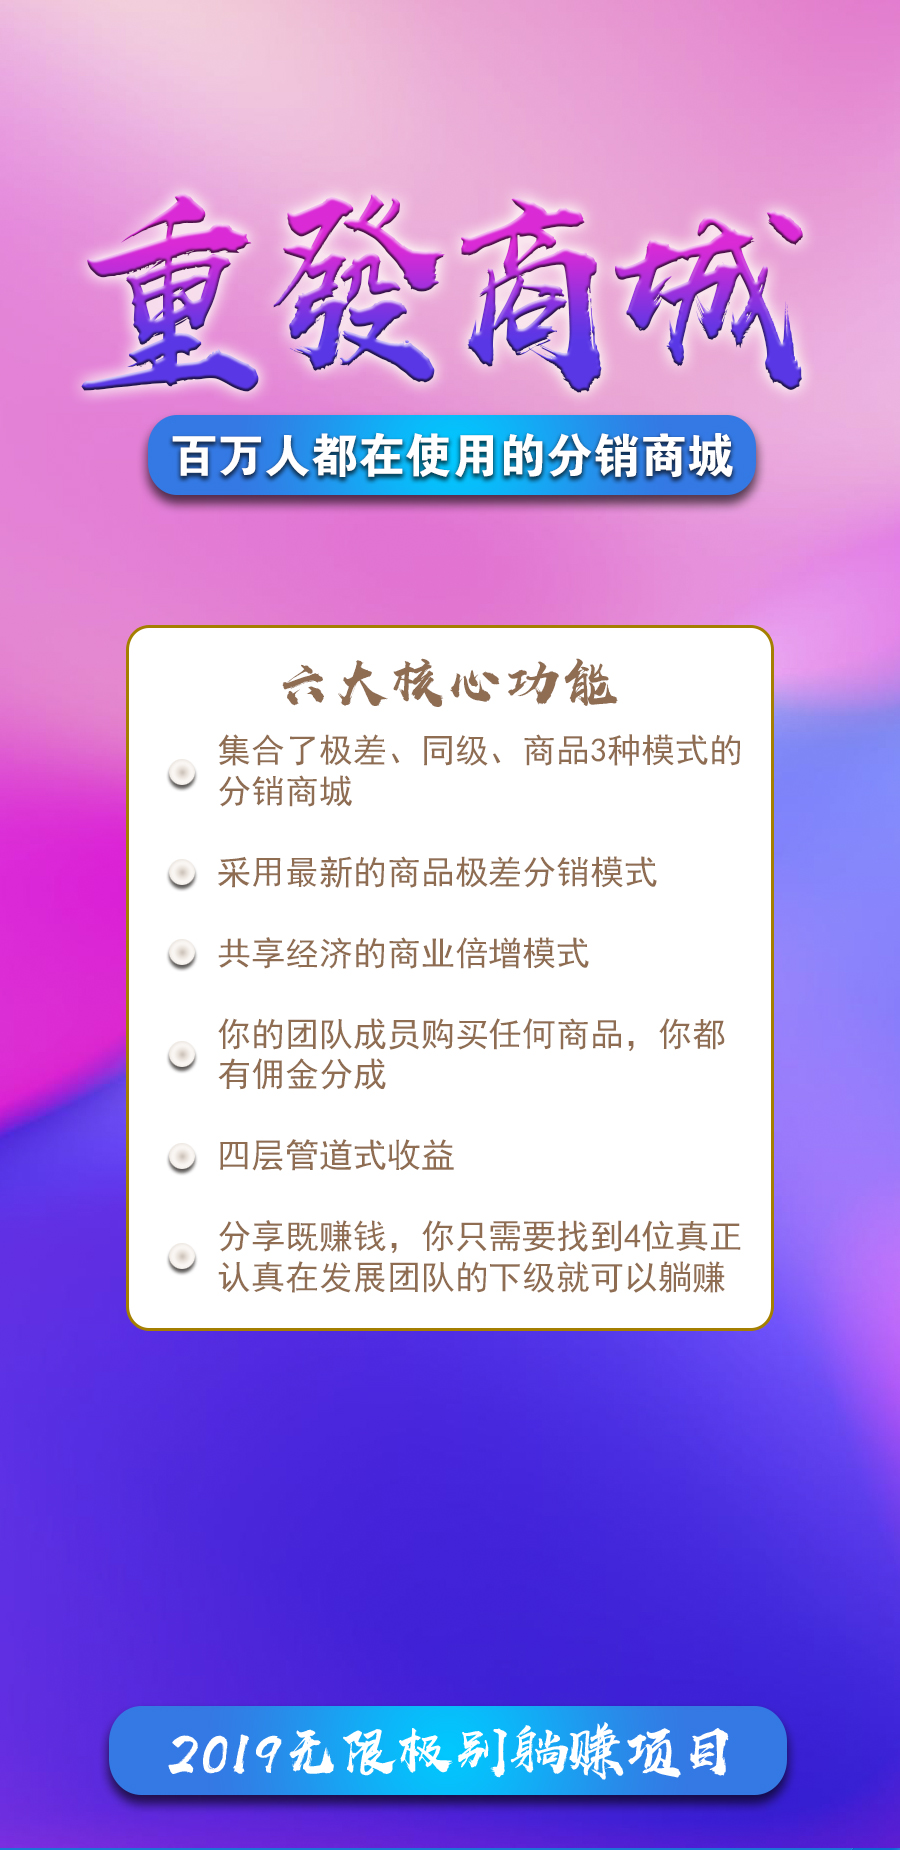 重發商城
百万人都在使用的分销商城
六大核心功能
集合了极差、同级、商品3种模式的
分销商城
采用最新的商品极差分销模式
共享经济的商业倍增模式
你的团队成员购买任何商品，你都
有佣金分成
四层管道式收益
分享既赚钱，你只需要找到4位真正
认真在发展团队的下级就可以躺赚
2019无限极别躺赚项目